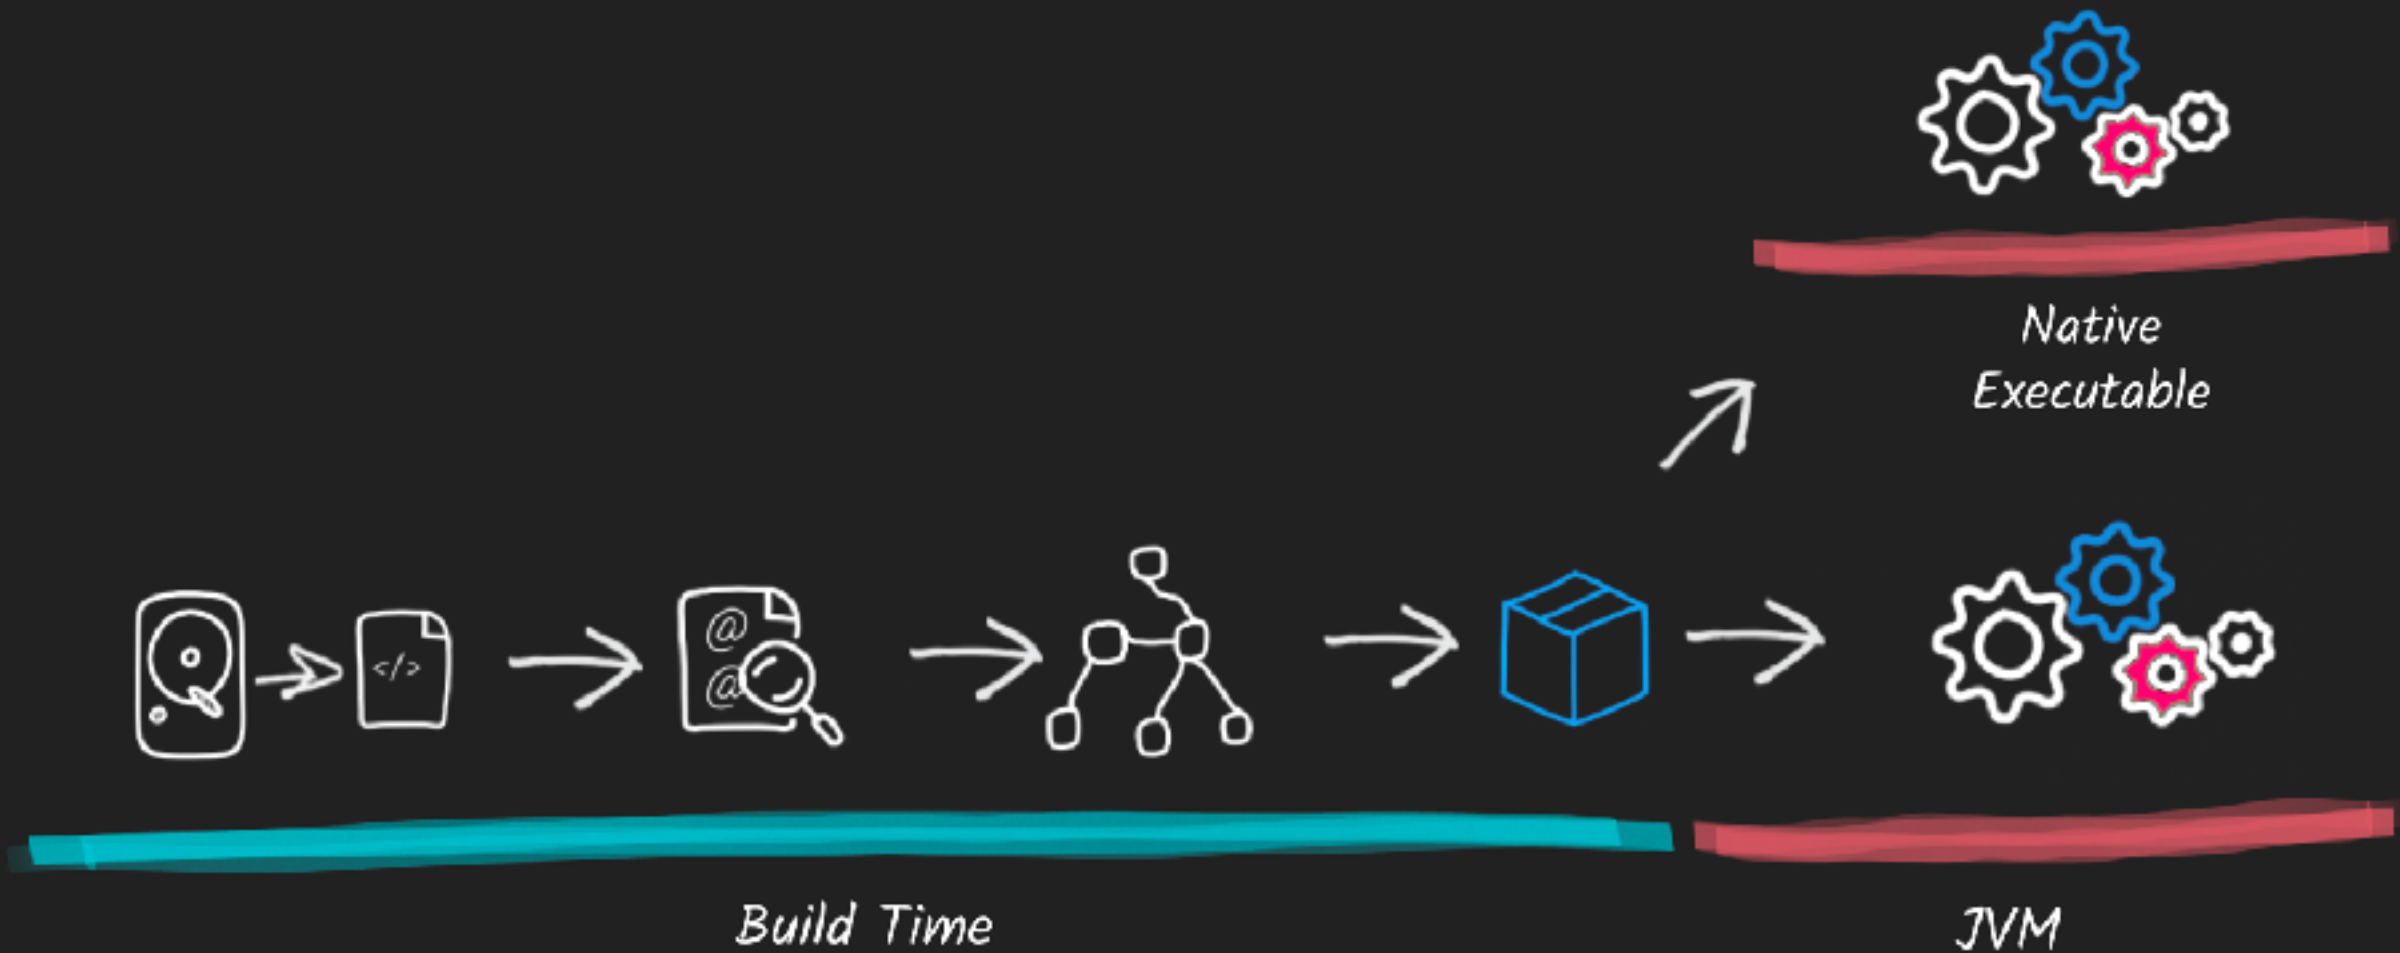 Native
Executable
</>
@
@
Build Time
JVM